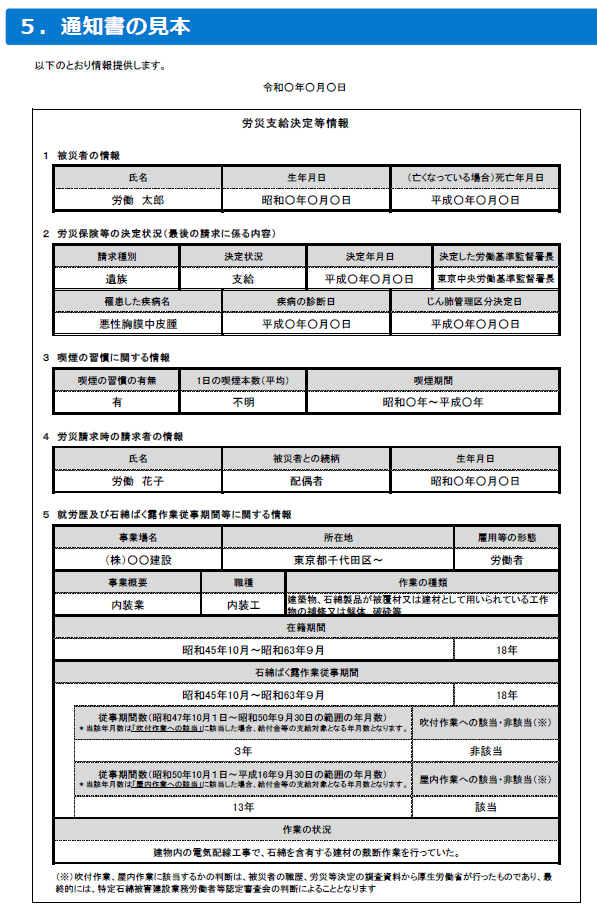 ５．通知書の見本
以下のとおり情報提供します。
令和〇年〇月〇日
労災支給決定等情報
１ 被災者の情報
氏名 生年月日 （亡くなっている場合）死亡年月日
労働 太郎 昭和〇年〇月〇日 平成〇年〇月〇日
２ 労災保険等の決定状況（最後の請求に係る内容）
請求種別 決定状況 決定年月日 決定した労働基準監督署長
遺族 支給 平成〇年〇月〇日 東京中央労働基準監督署長
罹患した疾病名 疾病の診断日 じん肺管理区分決定日
悪性胸膜中皮腫 平成〇年〇月〇日 平成〇年〇月〇日
３ 喫煙の習慣に関する情報
喫煙の習慣の有無 1日の喫煙本数（平均） 喫煙期間
有 不明 昭和〇年～平成〇年
４ 労災請求時の請求者の情報
氏名 被災者との続柄 生年月日
労働 花子 配偶者 昭和〇年〇月〇日
５ 就労歴及び石綿ばく露作業従事期間等に関する情報
事業場名 所在地 雇用等の形態
（株）〇〇建設 東京都千代田区～ 労働者
事業概要 職種 作業の種類
内装業 内装工 建築物、石綿製品が被覆材又は建材として用いられている工作
物の補修又は解体、破砕等
在籍期間
昭和45年10月～昭和63年９月 18年
石綿ばく露作業従事期間
昭和45年10月～昭和63年９月 18年
従事期間数（昭和47年10月１日～昭和50年９月30日の範囲の年月数） 吹付作業への該当・非該当（※）
＊当該年月数は「吹付作業への該当」に該当した場合、給付金等の支給対象となる年月数となります。
３年 非該当
従事期間数（昭和50年10月１日～平成16年９月30日の範囲の年月数） 屋内作業への該当・非該当（※）
＊当該年月数は「屋内作業への該当」に該当した場合、給付金等の支給対象となる年月数となります。
13年 該当
作業の状況
建物内の電気配線工事で、石綿を含有する建材の裁断作業を行っていた。
（※）吹付作業、屋内作業に該当するかの判断は、被災者の職歴、労災等決定の調査資料から厚生労働省が行ったものであり、最
終的には、特定石綿被害建設業務労働者等認定審査会の判断によることとなります